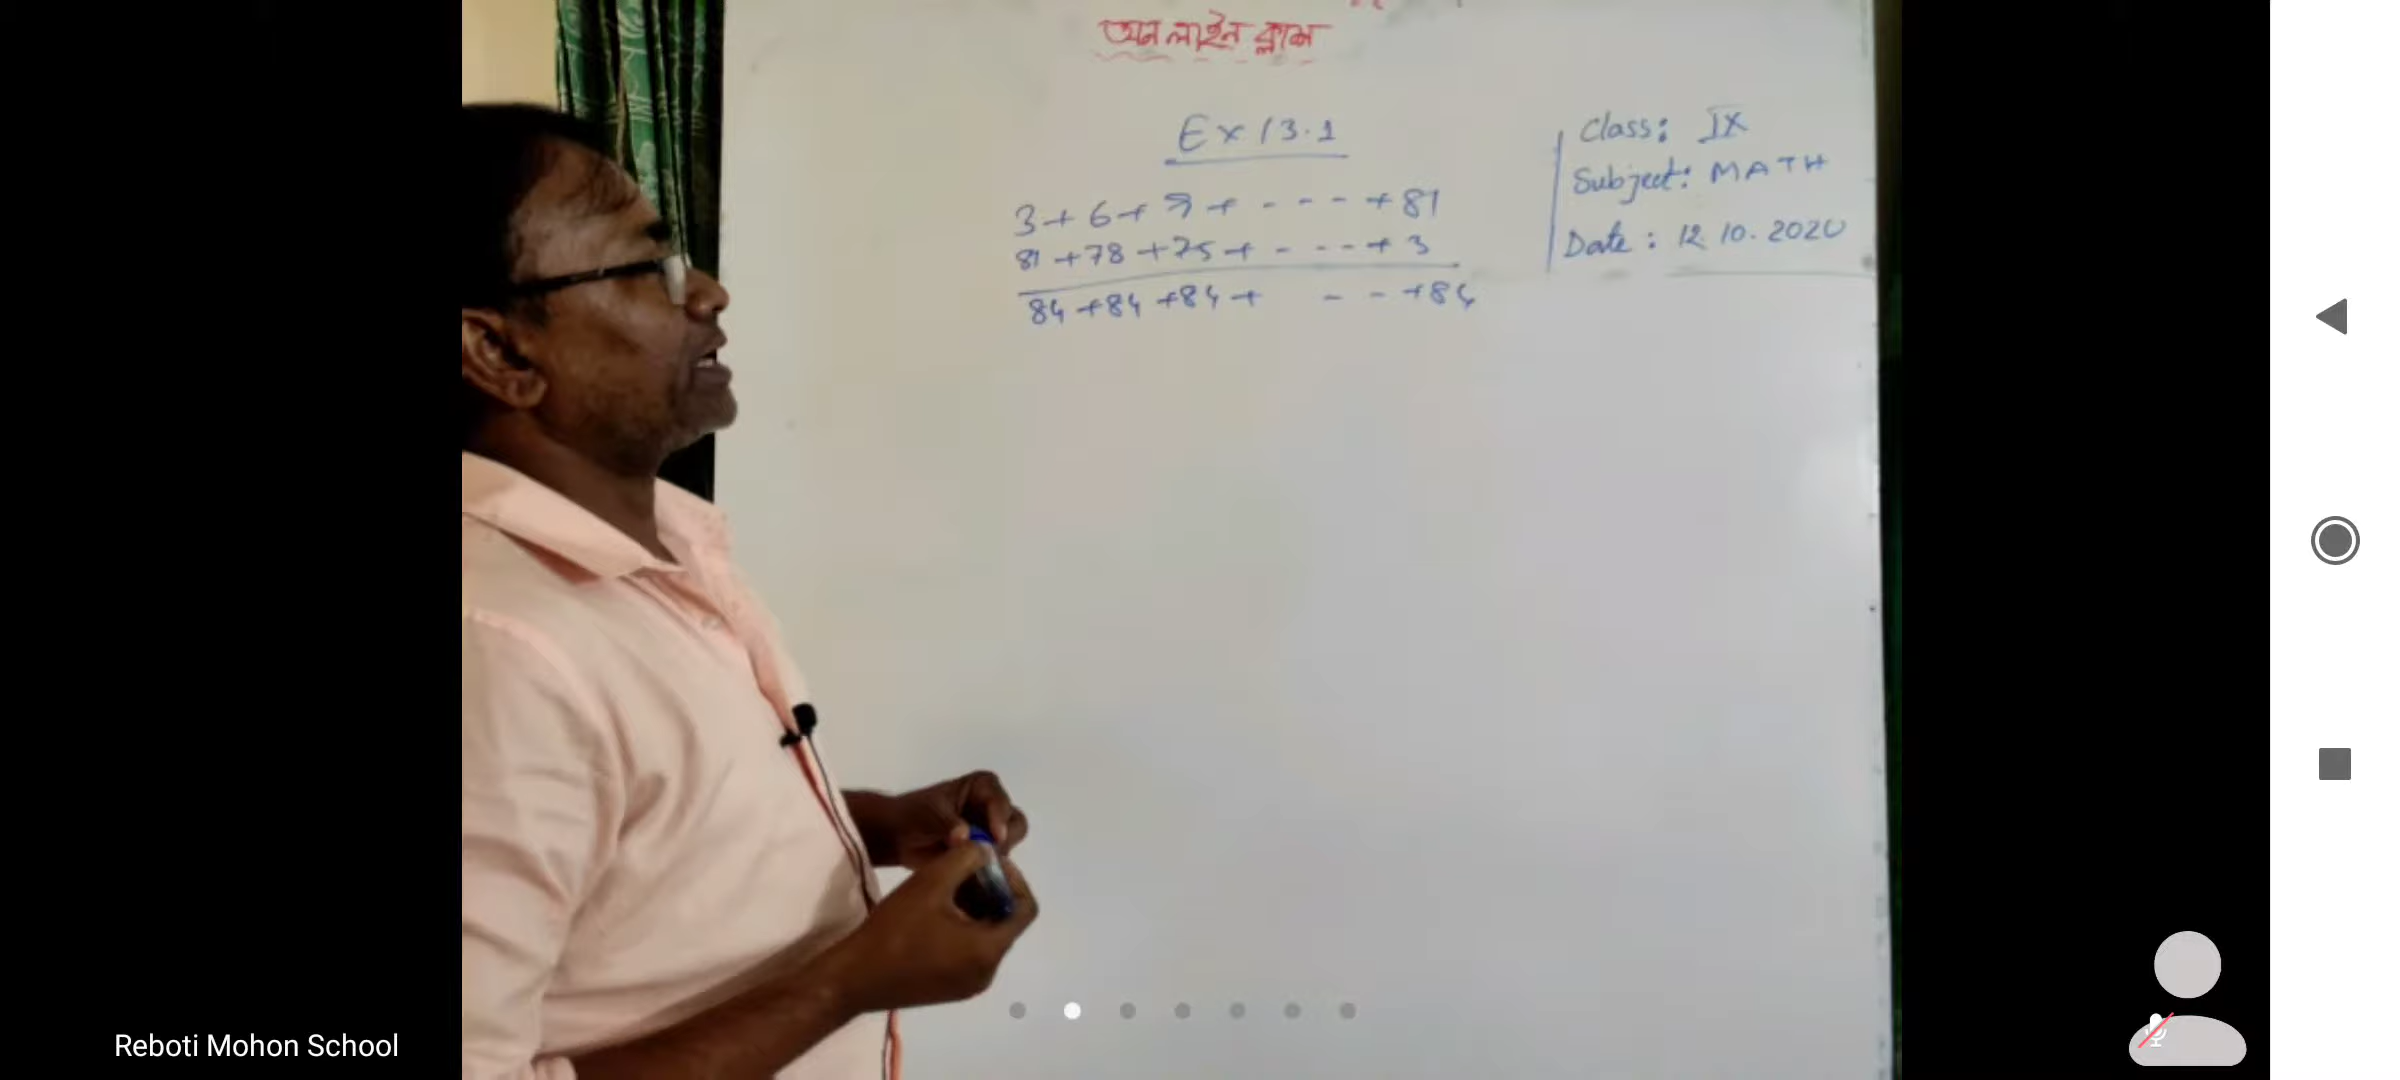 অন লাইন ক্লাস
Ex 13.1
3 + 6 + 9 + - - - - + 81
81 + 78 + 75 + - - - - + 3
84 + 84 + 84 + - - + 84
Class: IX
Subject: MATH
Date : 12.10.2020
Reboti Mohon School